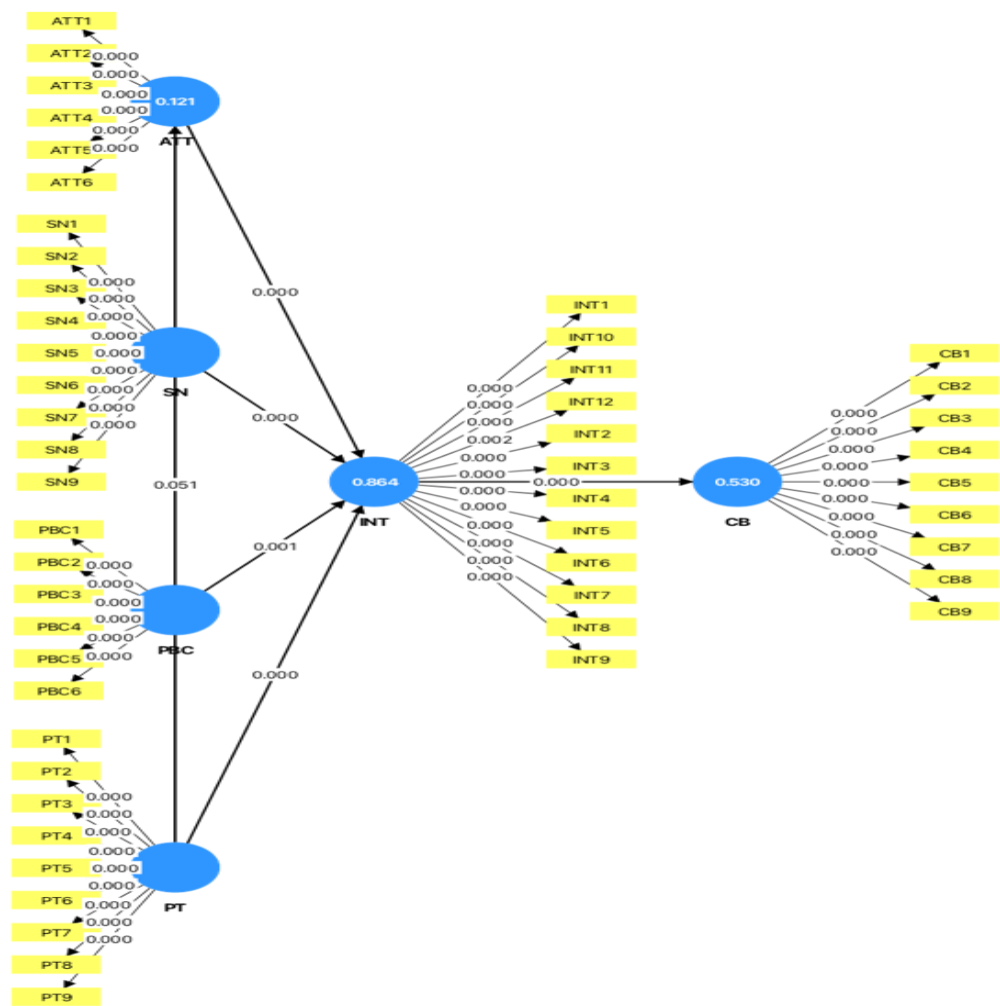 ATT1
ATT2
ATT3
ATT4
ATT5
ATT6
0.000
0.000
0.000
0.000
0.000
0.000
0.121
ATT
SN1
SN2
SN3
SN4
SN5
SN6
SN7
SN8
SN9
0.000
0.000
0.000
0.000
0.000
0.000
0.000
0.000
0.000
SN
0.051
PBC1
PBC2
PBC3
PBC4
PBC5
PBC6
0.000
0.000
0.000
0.000
0.000
0.000
PBC
PT1
PT2
PT3
PT4
PT5
PT6
PT7
PT8
PT9
0.000
0.000
0.000
0.000
0.000
0.000
0.000
0.000
0.000
PT
0.000
0.000
0.001
0.000
0.864
INT
0.000
0.000
0.000
0.002
0.000
0.000
0.000
0.000
0.000
0.000
0.000
0.000
INT1
INT10
INT11
INT12
INT2
INT3
INT4
INT5
INT6
INT7
INT8
INT9
0.000
0.530
CB
0.000
0.000
0.000
0.000
0.000
0.000
0.000
0.000
0.000
CB1
CB2
CB3
CB4
CB5
CB6
CB7
CB8
CB9